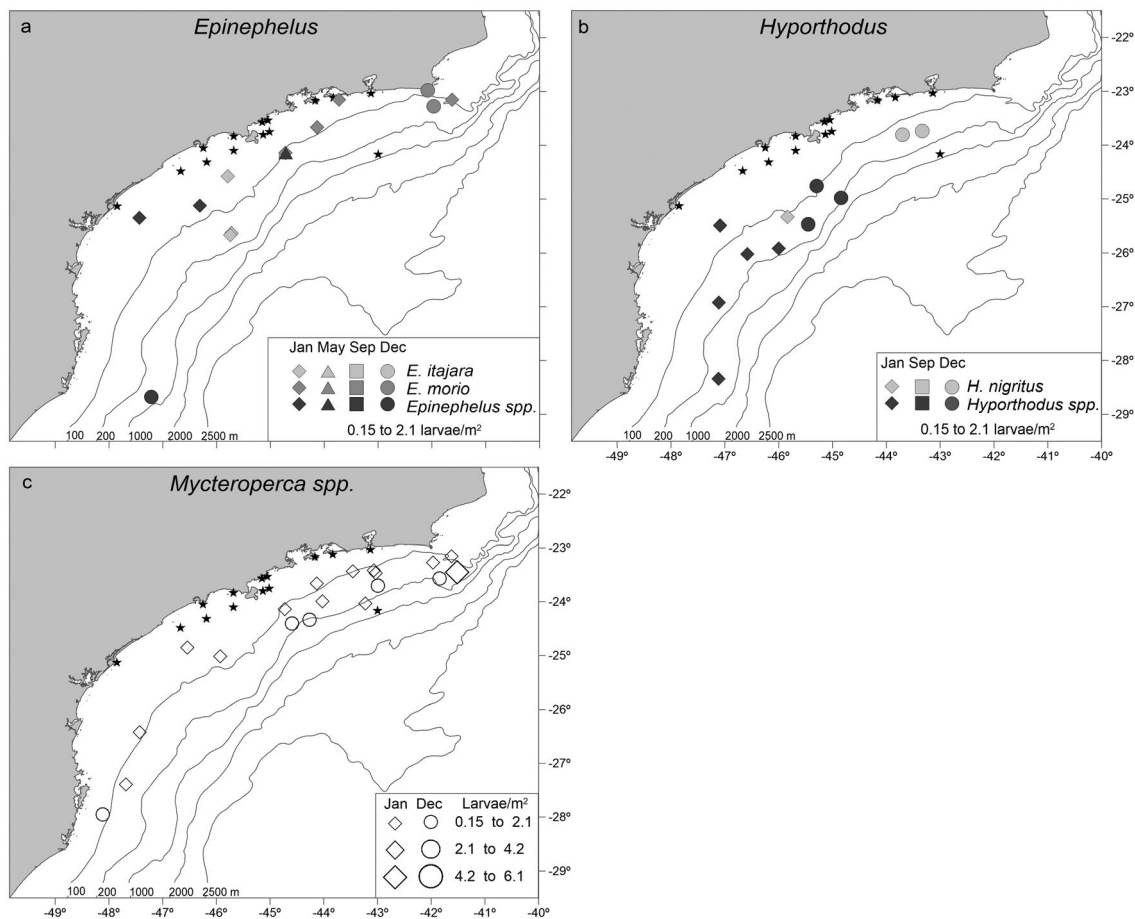 a
Epinephelus
Jan May Sep Dec
E. itajara
E. morio
Epinephelus spp.
0.15 to 2.1 larvae/m²
100 200 1000 2000 2500 m
b
Hyporthodus
-22°
-23°
-24°
-25°
-26°
-27°
-28°
-29°
Jan Sep Dec
H. nigritus
Hyporthodus spp.
0.15 to 2.1 larvae/m²
100 200 1000 2000 2500 m
-49° -48° -47° -46° -45° -44° -43° -42° -41° -40°
c
Mycteroperca spp.
-22°
-23°
-24°
-25°
-26°
-27°
-28°
-29°
Jan Dec Larvae/m²
0.15 to 2.1
2.1 to 4.2
4.2 to 6.1
100 200 1000 2000 2500 m
-49° -48° -47° -46° -45° -44° -43° -42° -41° -40°